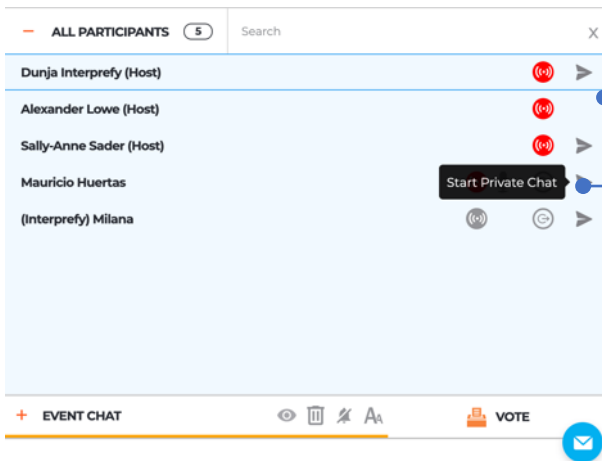 ALL PARTICIPANTS 5 Search X
Dunja Interprefy (Host)
Alexander Lowe (Host)
Sally-Anne Sader (Host)
Mauricio Huertas Start Private Chat
(Interprefy) Milana
EVENT CHAT AA VOTE